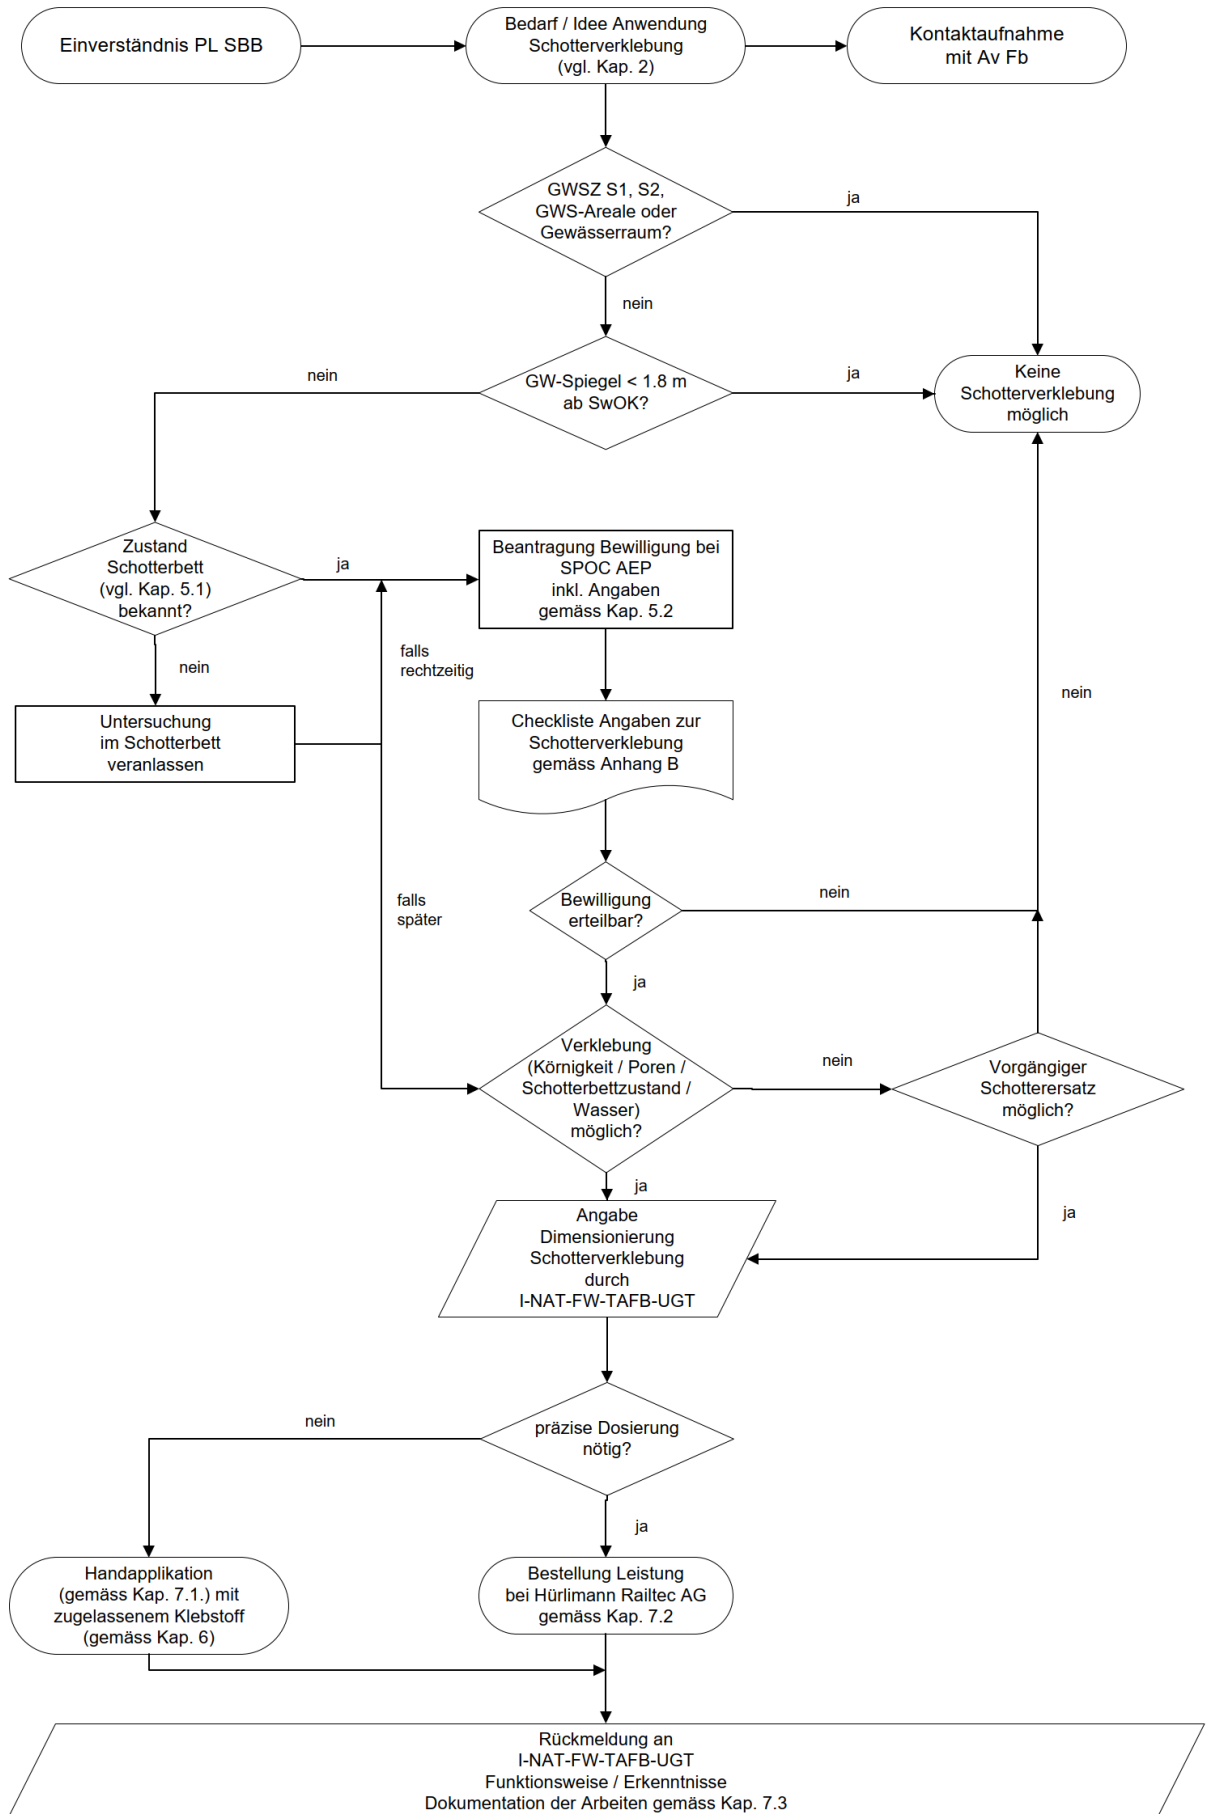 Einverständnis PL SBB
Bedarf / Idee Anwendung
Schotterverklebung
(vgl. Kap. 2)
Kontaktaufnahme
mit Av Fb
GWSZ S1, S2,
GWS-Areale oder
Gewässerraum?
ja
nein
GW-Spiegel < 1.8 m
ab SwOK?
nein
ja
Keine
Schotterverklebung
möglich
Zustand
Schotterbett
(vgl. Kap. 5.1)
bekannt?
ja
nein
Beantragung Bewilligung bei
SPOC AEP
inkl. Angaben
gemäss Kap. 5.2
falls
rechtzeitig
nein
Untersuchung
im Schotterbett
veranlassen
Checkliste Angaben zur
Schotterverklebung
gemäss Anhang B
falls
später
Bewilligung
erteilbar?
nein
ja
Verklebung
(Körnigkeit / Poren /
Schotterbettzustand /
Wasser)
möglich?
nein
Vorgängiger
Schotterersatz
möglich?
ja
ja
Angabe
Dimensionierung
Schotterverklebung
durch
I-NAT-FW-TAFB-UGT
präzise Dosierung
nötig?
nein
ja
Handapplikation
(gemäss Kap. 7.1.) mit
zugelassenem Klebstoff
(gemäss Kap. 6)
Bestellung Leistung
bei Hürlimann Railtec AG
gemäss Kap. 7.2
Rückmeldung an
I-NAT-FW-TAFB-UGT
Funktionsweise / Erkenntnisse
Dokumentation der Arbeiten gemäss Kap. 7.3